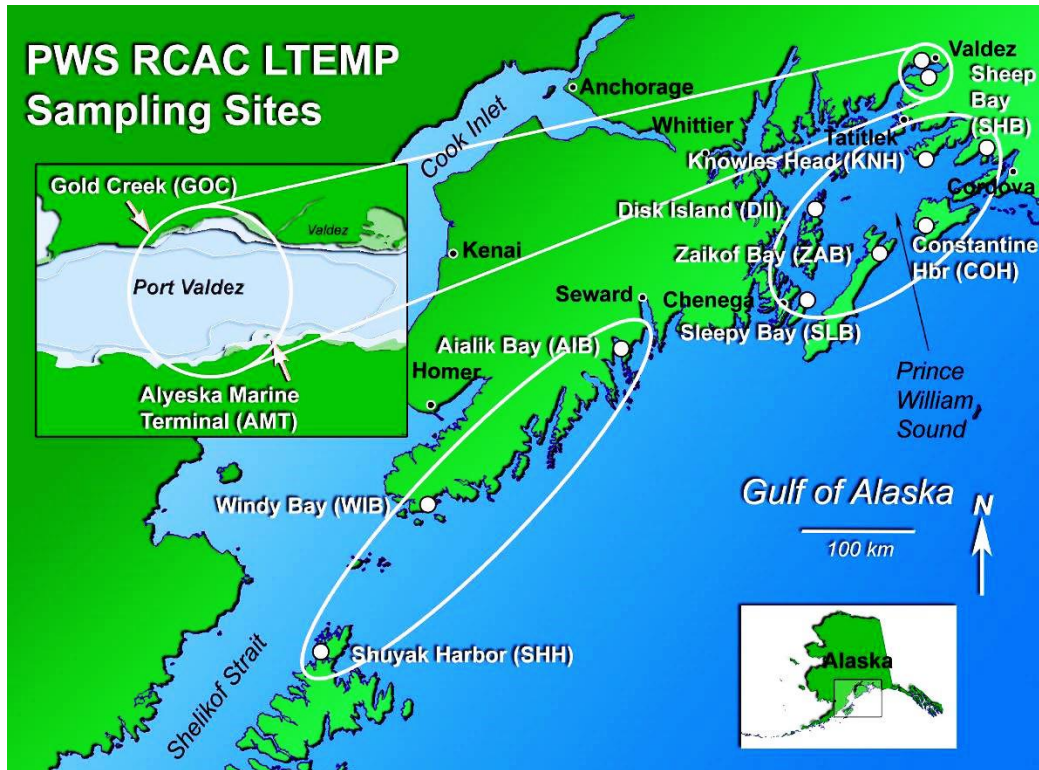 PWS RCAC LTEMP
Sampling Sites
Anchorage
Cook Inlet
Whittier
Valdez
Sheep
Bay
(SHB)
Tatitlek
Knowles Head (KNH)
Cordova
Disk Island (DII)
Zaikof Bay (ZAB)
Constantine
Hbr (COH)
Kenai
Seward
Chenega
Sleepy Bay (SLB)
Gold Creek (GOC)
Valdez
Port Valdez
Alyeska Marine
Terminal (AMT)
Aialik Bay (AIB)
Homer
Prince
William
Sound
Windy Bay (WIB)
Gulf of Alaska
N
100 km
Shuyak Harbor (SHH)
Shelikof Strait
Alaska